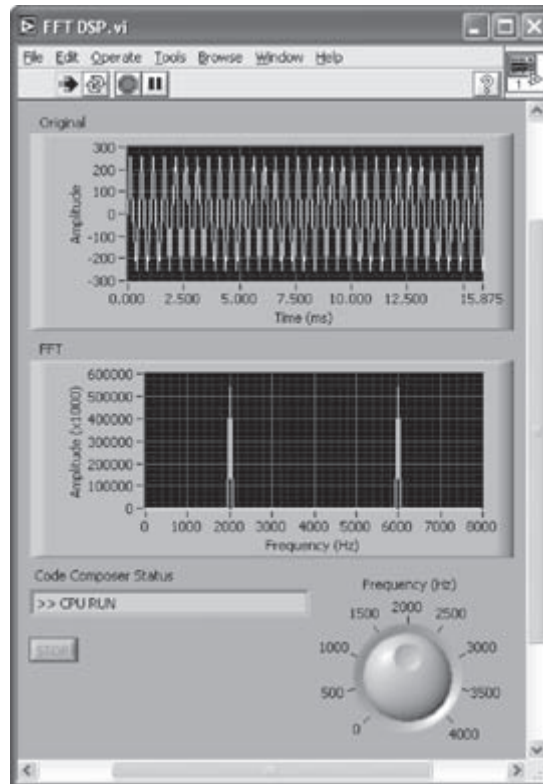 FFT DSP.vi
File Edit Operate Tools Browse Window Help
1
Original
Amplitude
300
200
100
0
-100
-200
-300
0.000 2.500 5.000 7.500 10.000 12.500 15.875
Time (ms)
FFT
Amplitude (x1000)
600000
500000
400000
300000
200000
100000
0
0 1000 2000 3000 4000 5000 6000 7000 8000
Frequency (Hz)
Code Composer Status
>> CPU RUN
STOP
Frequency (Hz)
0 500 1000 1500 2000 2500 3000 3500 4000